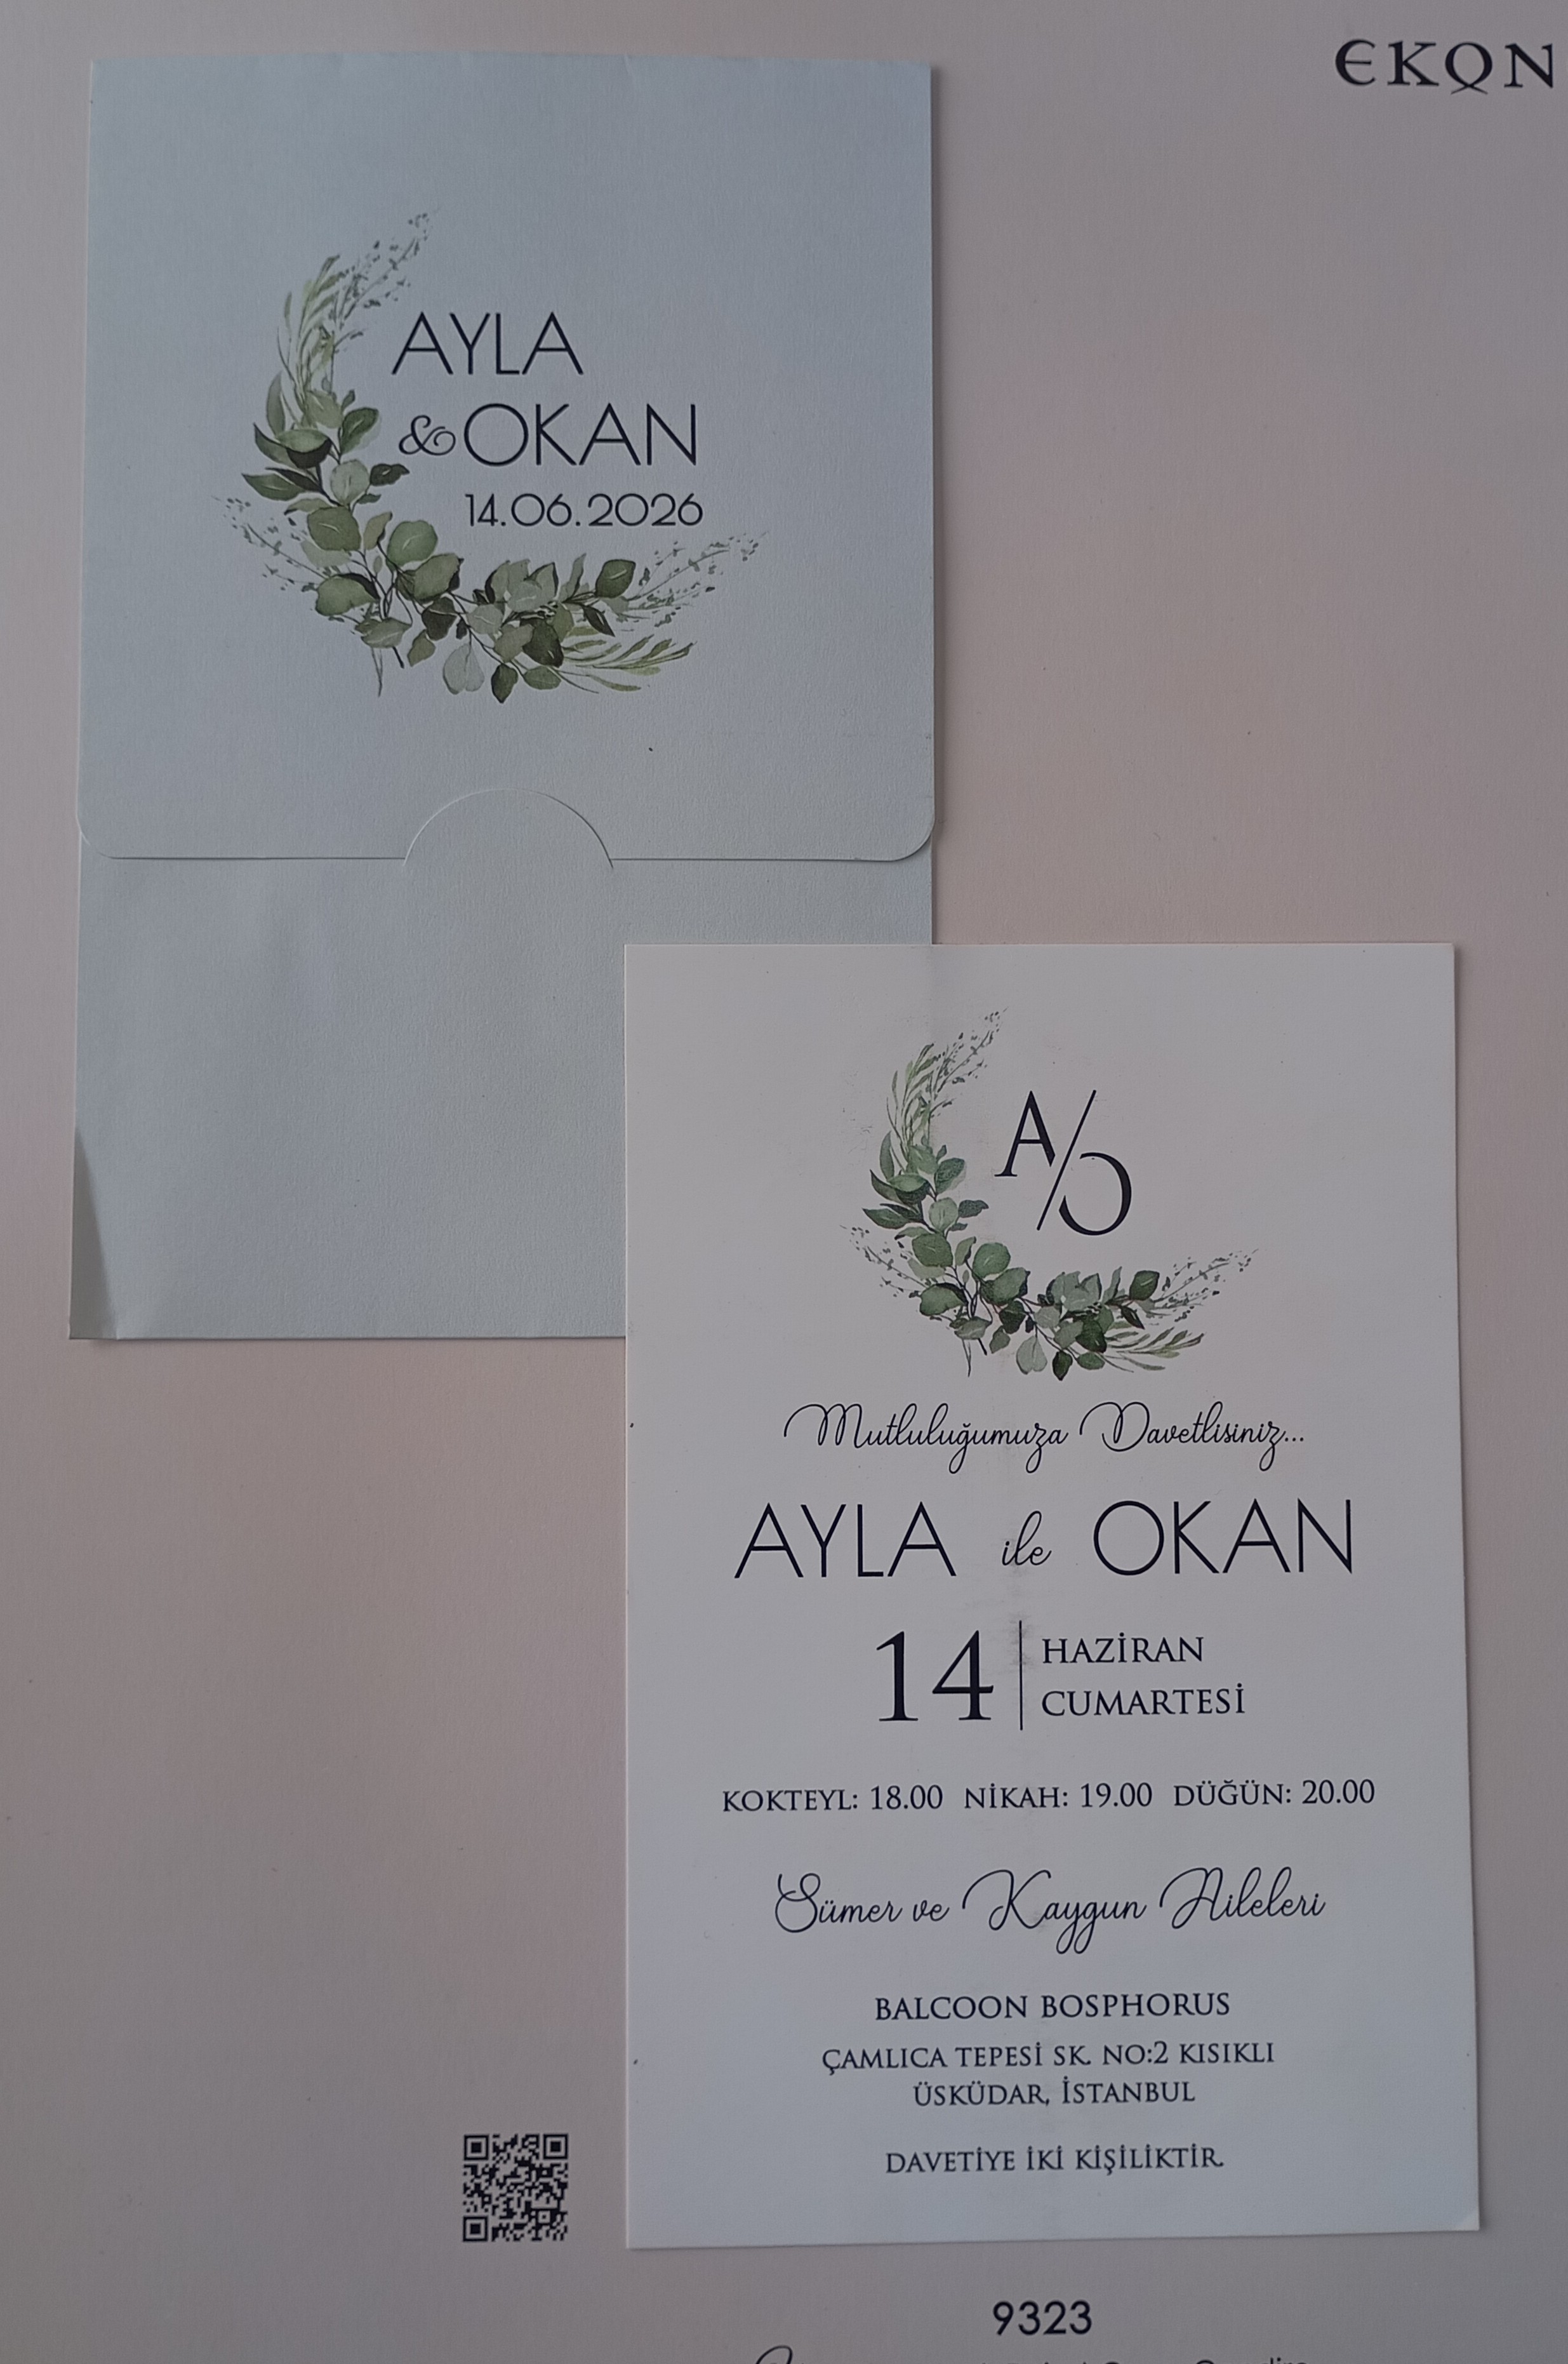 EKON
AYLA
& OKAN
14.06.2026
A/O
Mutluluğumuza Davetlisiniz...
AYLA ile OKAN
14
HAZİRAN
CUMARTESİ
KOKTEYL: 18.00 NİKAH: 19.00 DÜĞÜN: 20.00
Sümer ve Kaygun Aileleri
BALCOON BOSPHORUS
ÇAMLICA TEPESİ SK. NO:2 KISIKLI
ÜSKÜDAR, İSTANBUL
DAVETİYE İKİ KİŞİLİKTİR.
9323